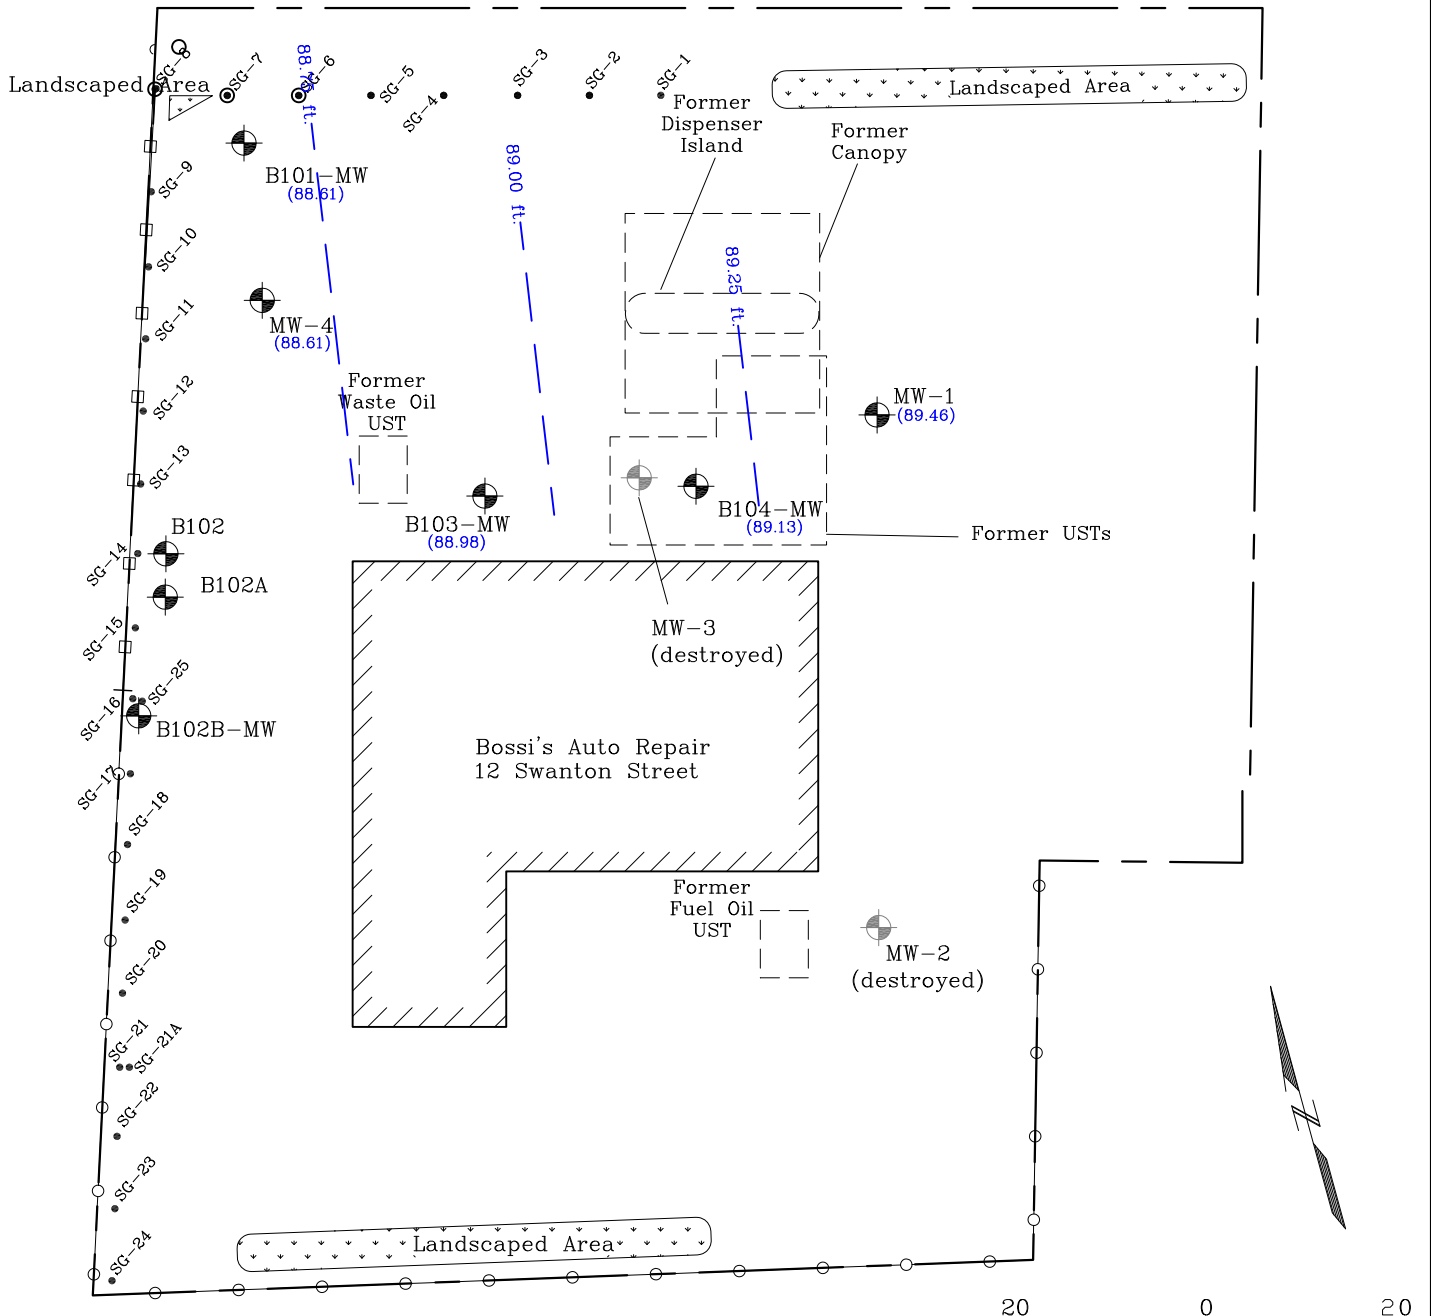 SG-8
SG-7
SG-6
SG-5
SG-4
SG-3
SG-2
SG-1
Landscaped Area
Landscaped Area
88.75 ft.
89.00 ft.
89.25 ft.
Former
Dispenser
Island
Former
Canopy
B101-MW
(88.61)
SG-9
SG-10
SG-11
SG-12
SG-13
MW-4
(88.61)
Former
Waste Oil
UST
MW-1
(89.46)
B103-MW
(88.98)
B104-MW
(89.13)
Former USTs
B102
SG-14
B102A
SG-15
MW-3
(destroyed)
SG-25
SG-16
B102B-MW
SG-17
Bossi's Auto Repair
12 Swanton Street
SG-18
SG-19
Former
Fuel Oil
UST
MW-2
(destroyed)
SG-20
SG-21
SG-21A
SG-22
SG-23
SG-24
Landscaped Area
N
20 0 20